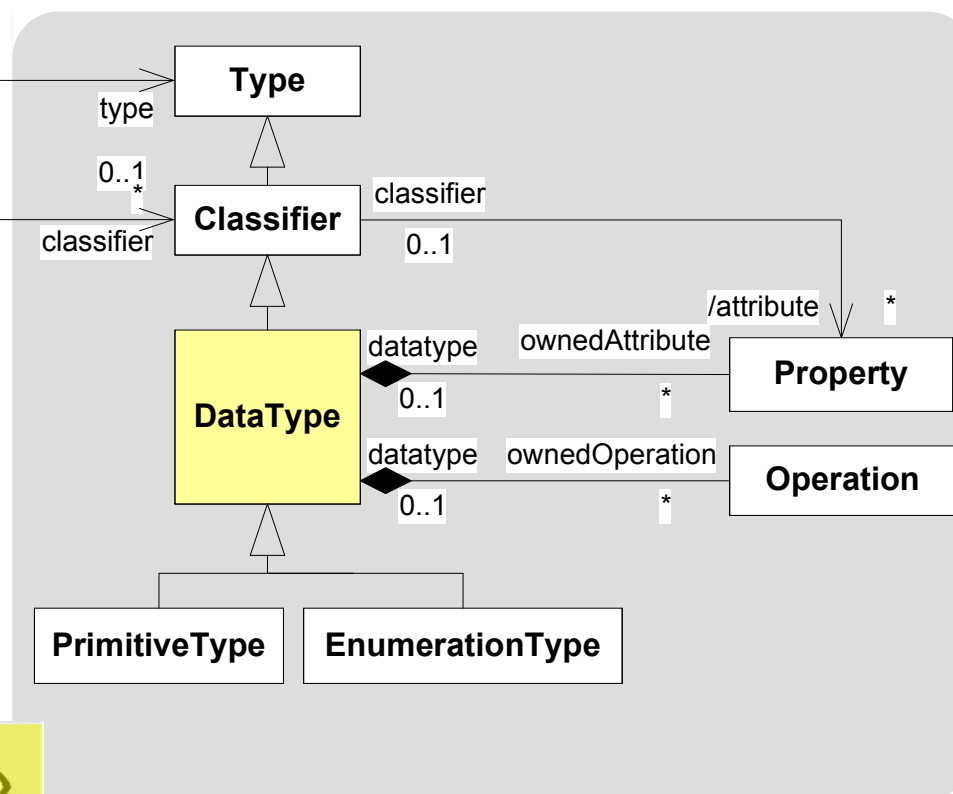 Type
type
0..1
*
Classifier
classifier
classifier
0..1
/attribute
*
datatype
ownedAttribute
Property
0..1
*
DataType
datatype
ownedOperation
Operation
0..1
*
PrimitiveType
EnumerationType